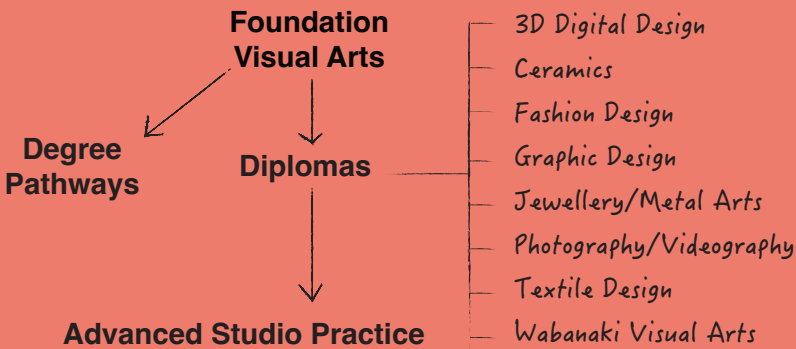 Foundation
Visual Arts
Degree
Pathways
Diplomas
Advanced Studio Practice
3D Digital Design
Ceramics
Fashion Design
Graphic Design
Jewellery/Metal Arts
Photography/Videography
Textile Design
Wabanaki Visual Arts